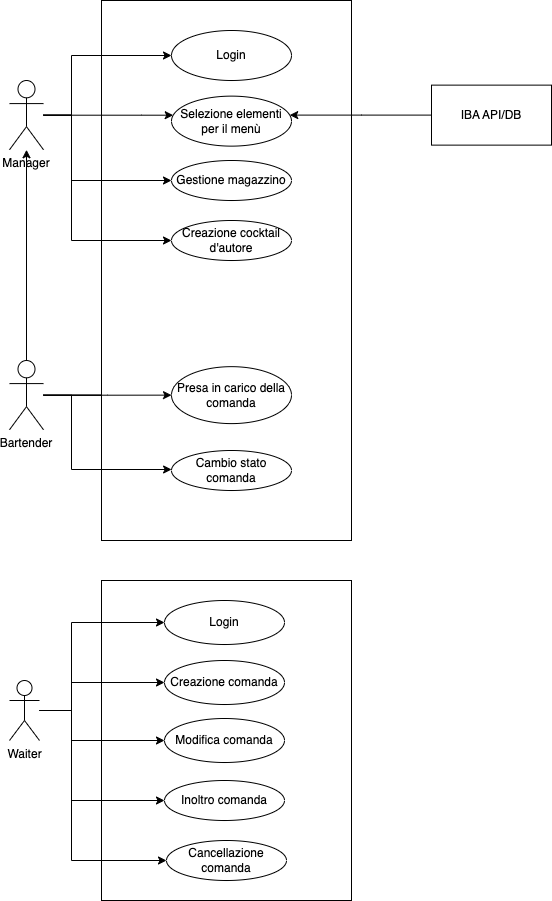 Login
Selezione elementi
per il menù
IBA API/DB
Manager
Gestione magazzino
Creazione cocktail
d'autore
Presa in carico della
comanda
Bartender
Cambio stato
comanda
Login
Creazione comanda
Waiter
Modifica comanda
Inoltro comanda
Cancellazione
comanda